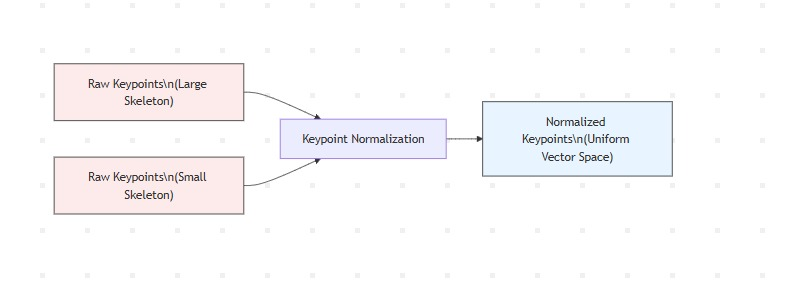 Raw Keypoints\n(Large
Skeleton)
Raw Keypoints\n(Small
Skeleton)
Keypoint Normalization
Normalized
Keypoints\n(Uniform
Vector Space)